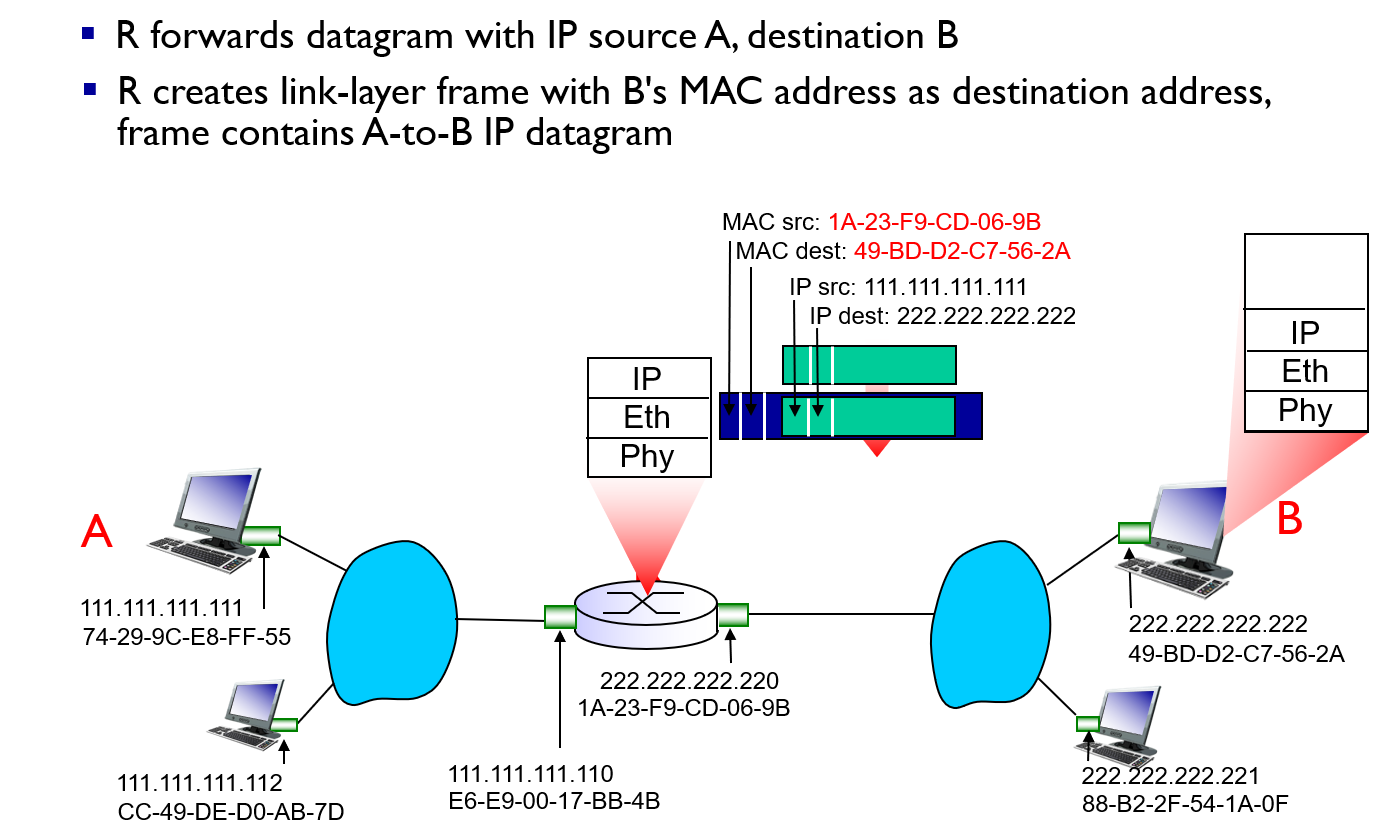 R forwards datagram with IP source A, destination B
R creates link-layer frame with B's MAC address as destination address,
frame contains A-to-B IP datagram
MAC src: 1A-23-F9-CD-06-9B
MAC dest: 49-BD-D2-C7-56-2A
IP src: 111.111.111.111
IP dest: 222.222.222.222
IP
Eth
Phy
IP
Eth
Phy
A
B
111.111.111.111
74-29-9C-E8-FF-55
222.222.222.222
49-BD-D2-C7-56-2A
222.222.222.220
1A-23-F9-CD-06-9B
111.111.111.112
CC-49-DE-D0-AB-7D
111.111.111.110
E6-E9-00-17-BB-4B
222.222.222.221
88-B2-2F-54-1A-0F